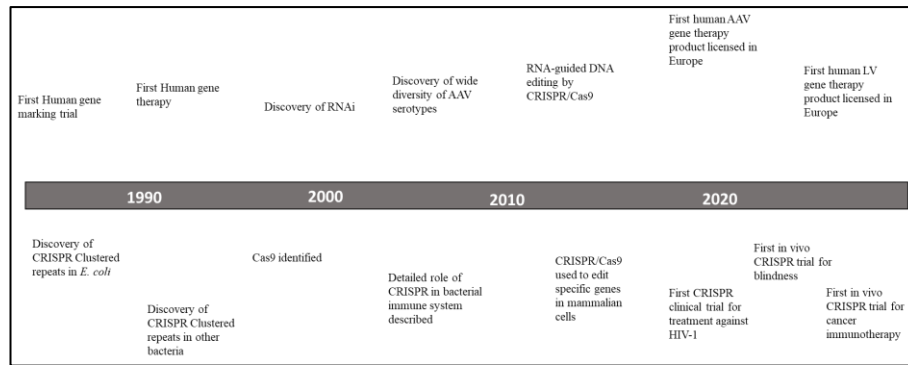 First Human gene
marking trial
First Human gene
therapy
Discovery of RNAi
Discovery of wide
diversity of AAV
serotypes
RNA-guided DNA
editing by
CRISPR/Cas9
First human AAV
gene therapy
product licensed in
Europe
First human LV
gene therapy
product licensed in
Europe
1990
2000
2010
2020
Discovery of
CRISPR Clustered
repeats in E. coli
Discovery of
CRISPR Clustered
repeats in other
bacteria
Cas9 identified
Detailed role of
CRISPR in bacterial
immune system
described
CRISPR/Cas9
used to edit
specific genes
in mammalian
cells
First CRISPR
clinical trial for
treatment against
HIV-1
First in vivo
CRISPR trial for
blindness
First in vivo
CRISPR trial for
cancer
immunotherapy